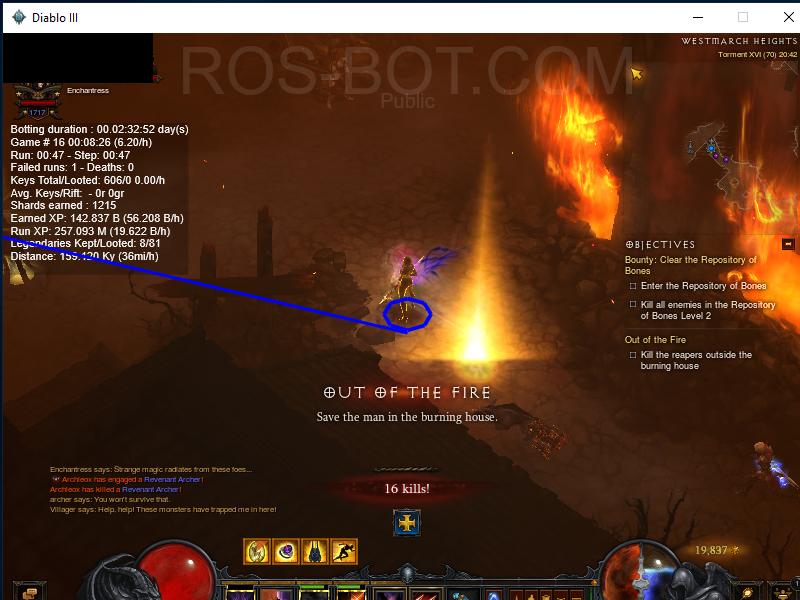 Diablo III
ROS-BOT.COM
Public
WESTMARCH HEIGHTS
Torment XVI (70) 20:42
Enchantress
1717
Botting duration : 00.02:32:52 day(s)
Game # 16 00:08:26 (6.20/h)
Run: 00:47 - Step: 00:47
Failed runs: 1 - Deaths: 0
Keys Total/Looted: 606/0 0.00/h
Avg. Keys/Rift: - 0r 0gr
Shards earned : 1215
Earned XP: 142.837 B (56.208 B/h)
Run XP: 257.093 M (19.622 B/h)
Legendaries Kept/Looted: 8/81
Distance: 159.120 Ky (36mi/h)
OBJECTIVES
Bounty: Clear the Repository of
Bones
Enter the Repository of Bones
Kill all enemies in the Repository
of Bones Level 2
Out of the Fire
Kill the reapers outside the
burning house
OUT OF THE FIRE
Save the man in the burning house.
Enchantress says: Strange magic radiates from these foes...
Archleox has engaged a Revenant Archer!
Archleox has killed a Revenant Archer!
archer says: You won't survive that.
Villager says: Help, help! These monsters have trapped me in here!
16 kills!
19,837